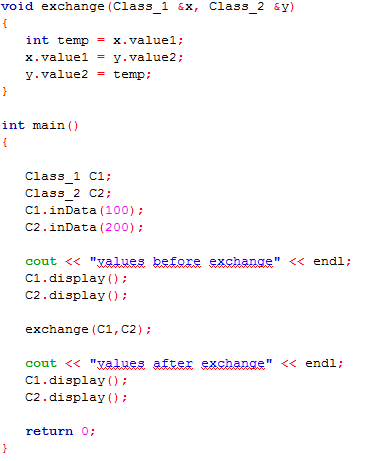 void exchange(Class_1 &x, Class_2 &y)
{
int temp = x.value1;
x.value1 = y.value2;
y.value2 = temp;
}
int main()
{
Class_1 C1;
Class_2 C2;
C1.inData(100);
C2.inData(200);
cout << "values before exchange" << endl;
C1.display();
C2.display();
exchange(C1,C2);
cout << "values after exchange" << endl;
C1.display();
C2.display();
return 0;
}